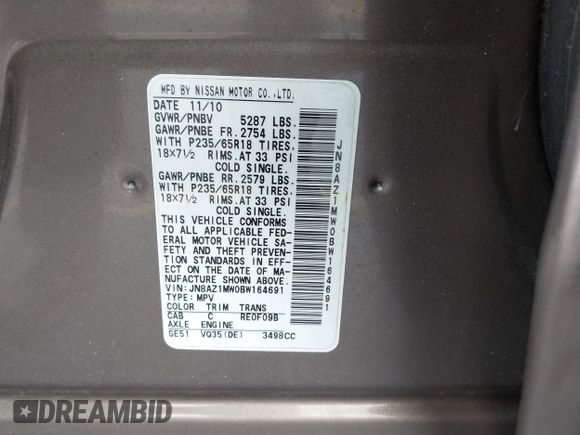 MFD BY NISSAN MOTOR CO.,LTD.
DATE 11/10
GVWR/PNBV 5287 LBS.
GAWR/PNBE FR. 2754 LBS.
WITH P235/65R18 TIRES.
18×7½ RIMS.AT 33 PSI
COLD SINGLE.
GAWR/PNBE RR. 2579 LBS.
WITH P235/65R18 TIRES.
18×7½ RIMS.AT 33 PSI
COLD SINGLE.
THIS VEHICLE CONFORMS
TO ALL APPLICABLE FED-
ERAL MOTOR VEHICLE SA-
FETY AND THEFT PREVEN-
TION STANDARDS IN EFF-
ECT ON THE DATE OF MA-
NUFACTURE SHOWN ABOVE.
VIN: JN8AZ1MW0BW164691
TYPE: MPV
COLOR TRIM TRANS
CAB C RE0F09B
AXLE ENGINE
GE51 VQ35(DE) 3498CC
JN8AZ1MW0BW164691
DREAMBID